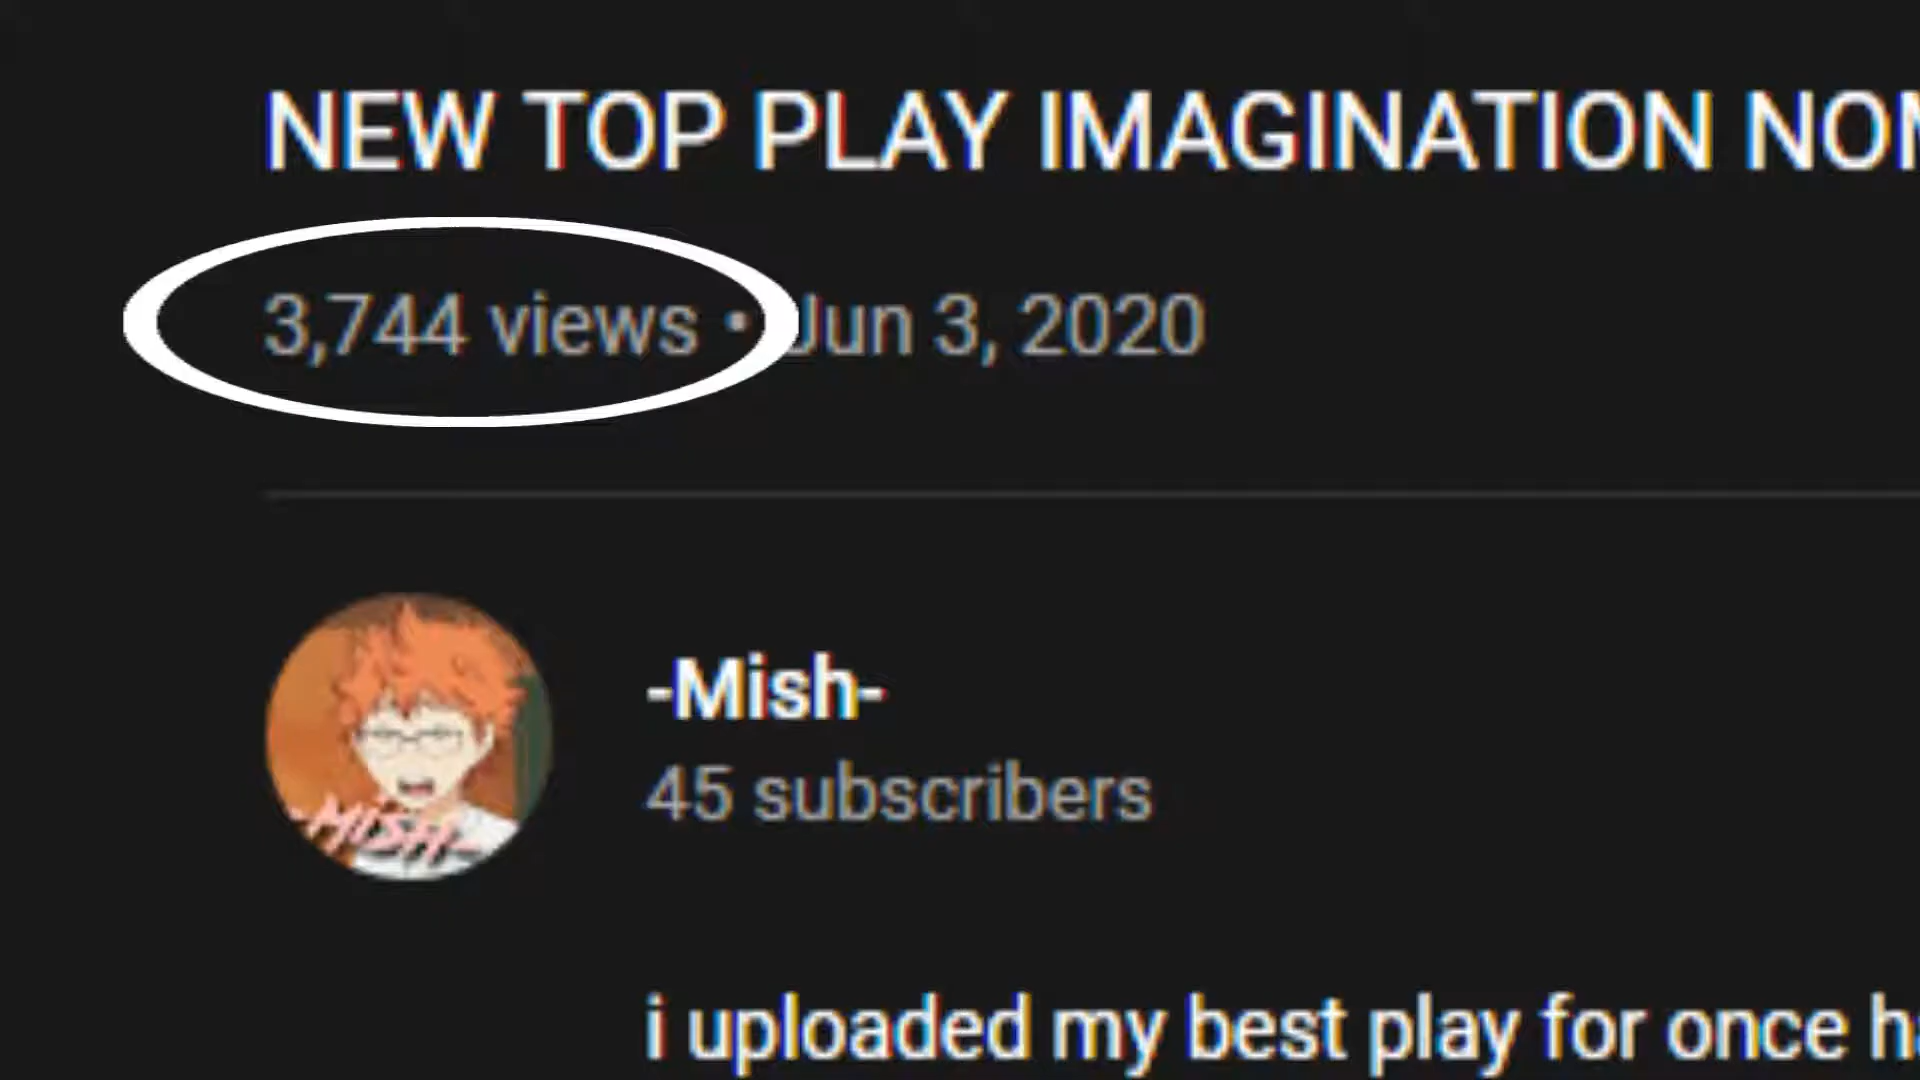 NEW TOP PLAY IMAGINATION
3,744 views • Jun 3, 2020
-Mish-
45 subscribers
-MISH-
i uploaded my best play for once